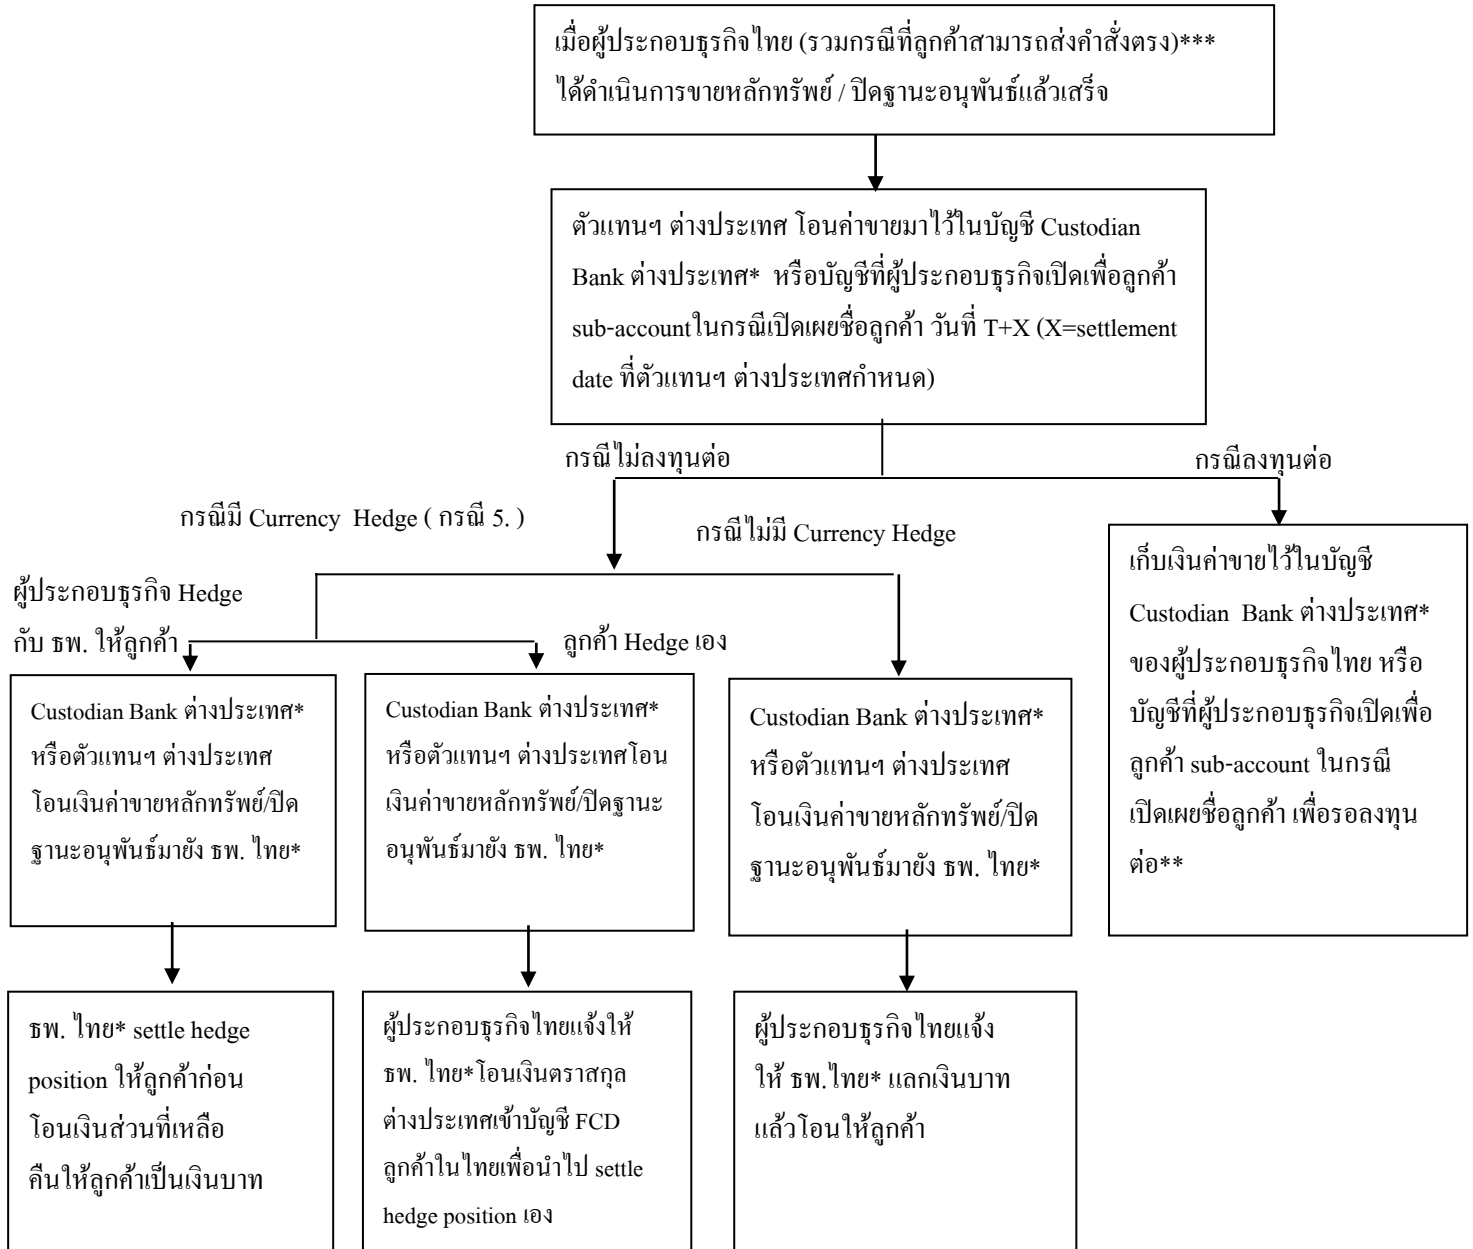 เมื่อผู้ประกอบธุรกิจไทย (รวมกรณีที่ลูกค้าสามารถส่งคำสั่งตรง)***
ได้ดำเนินการขายหลักทรัพย์ / ปิดฐานะอนุพันธ์แล้วเสร็จ
ตัวแทนฯ ต่างประเทศ โอนค่าขายมาไว้ในบัญชี Custodian
Bank ต่างประเทศ* หรือบัญชีที่ผู้ประกอบธุรกิจเปิดเพื่อลูกค้า
sub-accountในกรณีเปิดเผยชื่อลูกค้า วันที่ T+X (X=settlement
date ที่ตัวแทนฯ ต่างประเทศกำหนด)
กรณีไม่ลงทุนต่อ
กรณีลงทุนต่อ
กรณีมี Currency Hedge ( กรณี 5. )
กรณีไม่มี Currency Hedge
ผู้ประกอบธุรกิจ Hedge
กับ ธพ. ให้ลูกค้า
ลูกค้า Hedge เอง
Custodian Bank ต่างประเทศ*
หรือตัวแทนฯ ต่างประเทศ
โอนเงินค่าขายหลักทรัพย์/ปิด
ฐานะอนุพันธ์มายัง ธพ. ไทย*
Custodian Bank ต่างประเทศ*
หรือตัวแทนฯ ต่างประเทศโอน
เงินค่าขายหลักทรัพย์/ปิดฐานะ
อนุพันธ์มายัง ธพ. ไทย*
Custodian Bank ต่างประเทศ*
หรือตัวแทนฯ ต่างประเทศ
โอนเงินค่าขายหลักทรัพย์/ปิด
ฐานะอนุพันธ์มายัง ธพ. ไทย*
เก็บเงินค่าขายไว้ในบัญชี
Custodian Bank ต่างประเทศ*
ของผู้ประกอบธุรกิจไทย หรือ
บัญชีที่ผู้ประกอบธุรกิจเปิดเพื่อ
ลูกค้า sub-account ในกรณี
เปิดเผยชื่อลูกค้า เพื่อรอลงทุน
ต่อ**
ธพ. ไทย* settle hedge
position ให้ลูกค้าก่อน
โอนเงินส่วนที่เหลือ
คืนให้ลูกค้าเป็นเงินบาท
ผู้ประกอบธุรกิจไทยแจ้งให้
ธพ. ไทย*โอนเงินตราสกุล
ต่างประเทศเข้าบัญชี FCD
ลูกค้าในไทยเพื่อนำไป settle
hedge position เอง
ผู้ประกอบธุรกิจไทยแจ้ง
ให้ ธพ.ไทย* แลกเงินบาท
แล้วโอนให้ลูกค้า